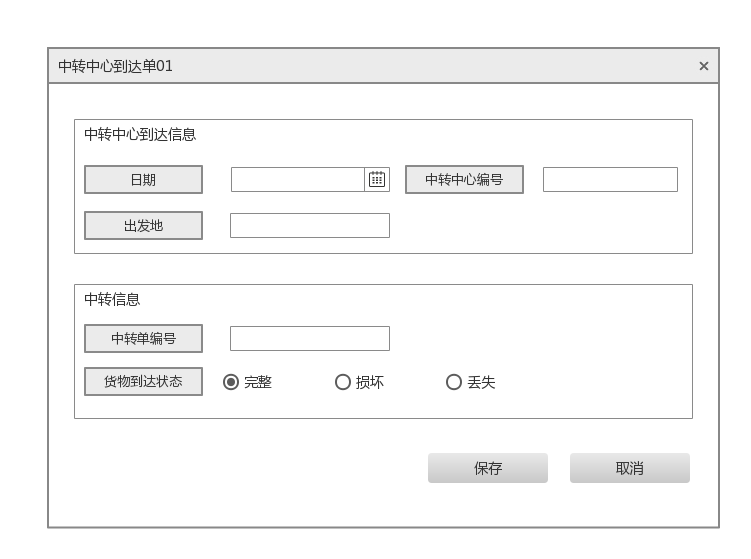 中转中心到达单01
中转中心到达信息
日期
中转中心编号
出发地
中转信息
中转单编号
货物到达状态
完整
损坏
丢失
保存
取消